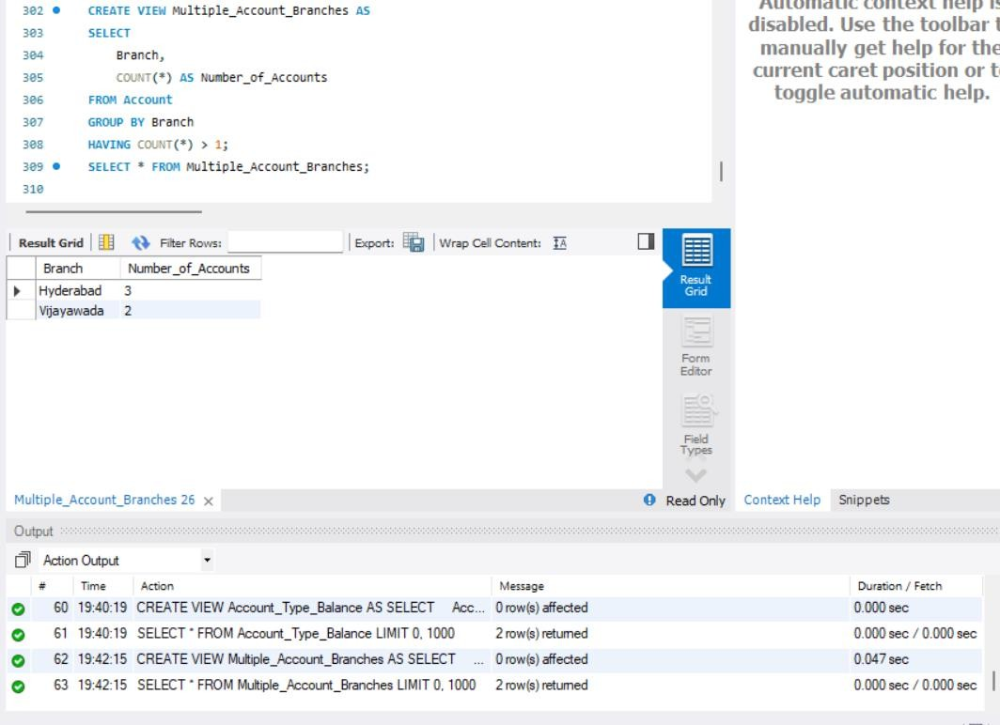 302 CREATE VIEW Multiple_Account_Branches AS
303 SELECT
304 Branch,
305 COUNT(*) AS Number_of_Accounts
306 FROM Account
307 GROUP BY Branch
308 HAVING COUNT(*) > 1;
309 SELECT * FROM Multiple_Account_Branches;
310
Automatic context help is
disabled. Use the toolbar
manually get help for the
current caret position or
toggle automatic help.
Result Grid Filter Rows: Export: Wrap Cell Content: IA
Branch Number_of_Accounts
Hyderabad 3
Vijayawada 2
Result
Grid
Form
Editor
Field
Types
Multiple_Account_Branches 26 Read Only Context Help Snippets
Output
Action Output
# Time Action Message Duration / Fetch
60 19:40:19 CREATE VIEW Account_Type_Balance AS SELECT Acc... 0 row(s) affected 0.000 sec
61 19:40:19 SELECT * FROM Account_Type_Balance LIMIT 0, 1000 2 row(s) returned 0.000 sec / 0.000 sec
62 19:42:15 CREATE VIEW Multiple_Account_Branches AS SELECT ... 0 row(s) affected 0.047 sec
63 19:42:15 SELECT * FROM Multiple_Account_Branches LIMIT 0, 1000 2 row(s) returned 0.000 sec / 0.000 sec